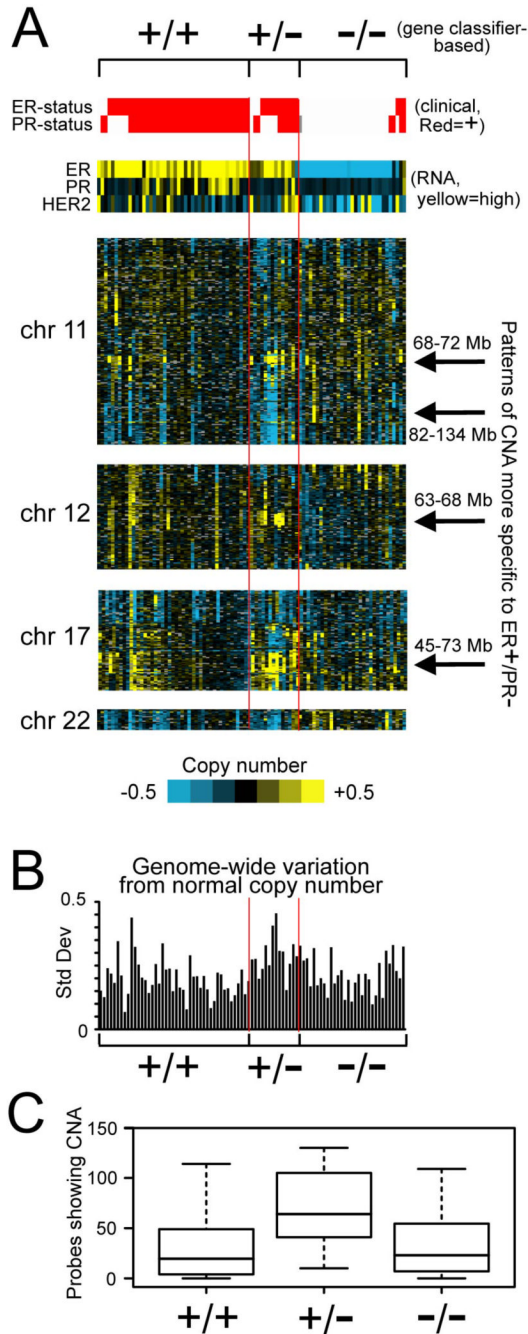 A
+/+ +/- -/- (gene classifier-
based)
ER-status
PR-status
(clinical,
Red=+)
ER
PR
HER2
(RNA,
yellow=high)
chr 11
68-72 Mb
82-134 Mb
chr 12
63-68 Mb
chr 17
45-73 Mb
chr 22
Patterns of CNA more specific to ER+/PR-
Copy number
-0.5 +0.5
B
Genome-wide variation
from normal copy number
0.5
Std Dev
0
+/+ +/- -/-
C
150
100
50
0
Probes showing CNA
+/+ +/- -/-